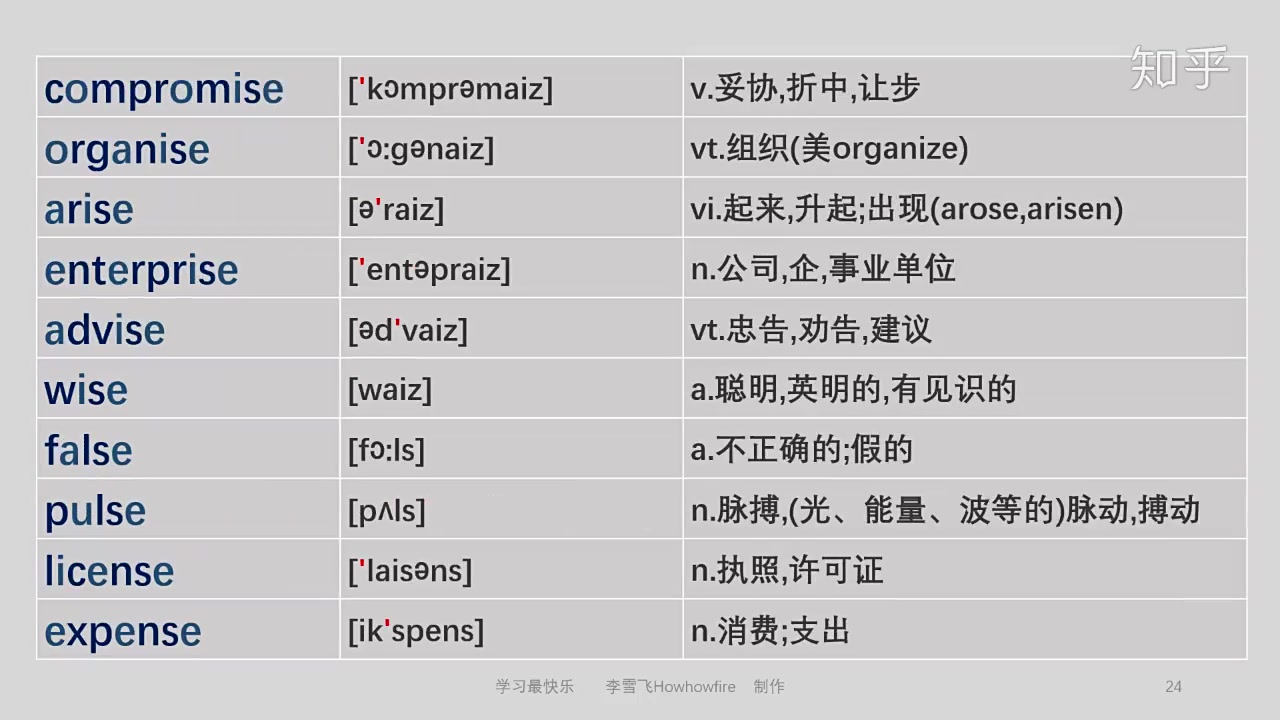 知乎
compromise ['kɔmprəmaiz] v.妥协,折中,让步
organise ['ɔ:gənaiz] vt.组织(美organize)
arise [ə'raiz] vi.起来,升起;出现(arose,arisen)
enterprise ['entəpraiz] n.公司,企,事业单位
advise [əd'vaiz] vt.忠告,劝告,建议
wise [waiz] a.聪明,英明的,有见识的
false [fɔ:ls] a.不正确的;假的
pulse [pʌls] n.脉搏,(光、能量、波等的)脉动,搏动
license ['laisəns] n.执照,许可证
expense [ik'spens] n.消费;支出
学习最快乐 李雪飞Howhowfire 制作 24